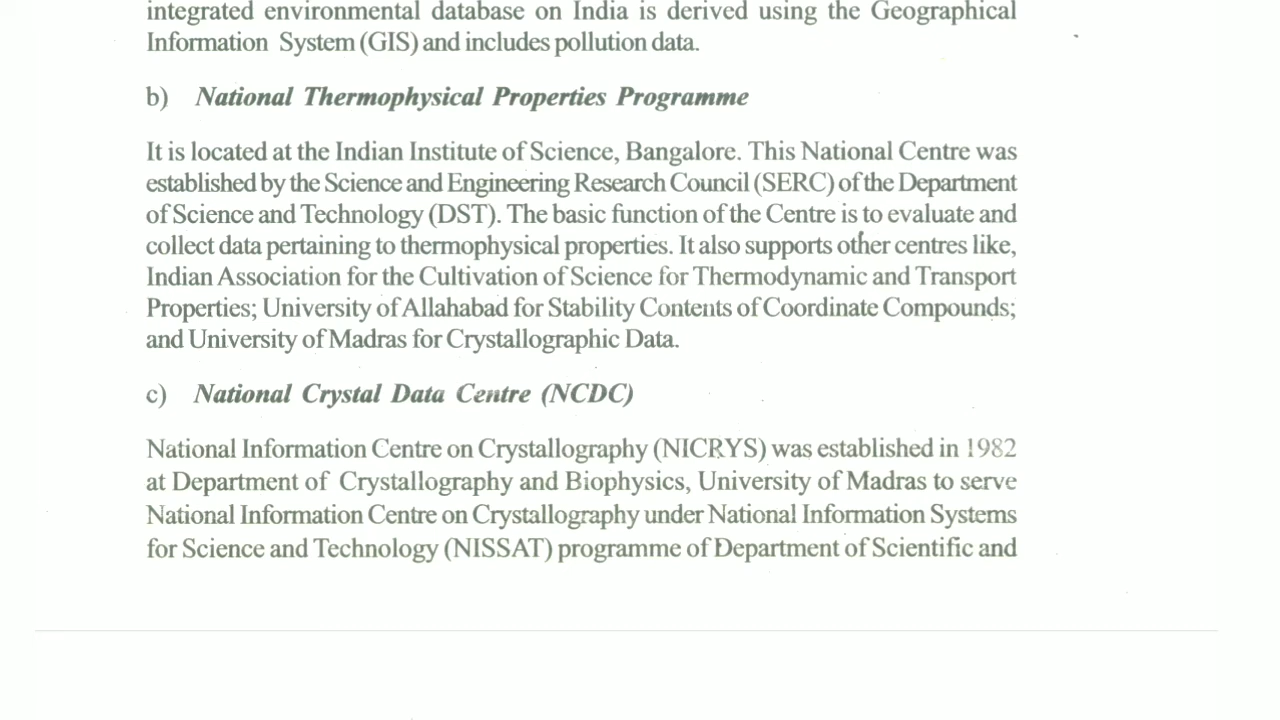 integrated environmental database on India is derived using the Geographical
Information System (GIS) and includes pollution data.
b) National Thermophysical Properties Programme
It is located at the Indian Institute of Science, Bangalore. This National Centre was
established by the Science and Engineering Research Council (SERC) of the Department
of Science and Technology (DST). The basic function of the Centre is to evaluate and
collect data pertaining to thermophysical properties. It also supports other centres like,
Indian Association for the Cultivation of Science for Thermodynamic and Transport
Properties; University of Allahabad for Stability Contents of Coordinate Compounds;
and University of Madras for Crystallographic Data.
c) National Crystal Data Centre (NCDC)
National Information Centre on Crystallography (NICRYS) was established in 1982
at Department of Crystallography and Biophysics, University of Madras to serve
National Information Centre on Crystallography under National Information Systems
for Science and Technology (NISSAT) programme of Department of Scientific and